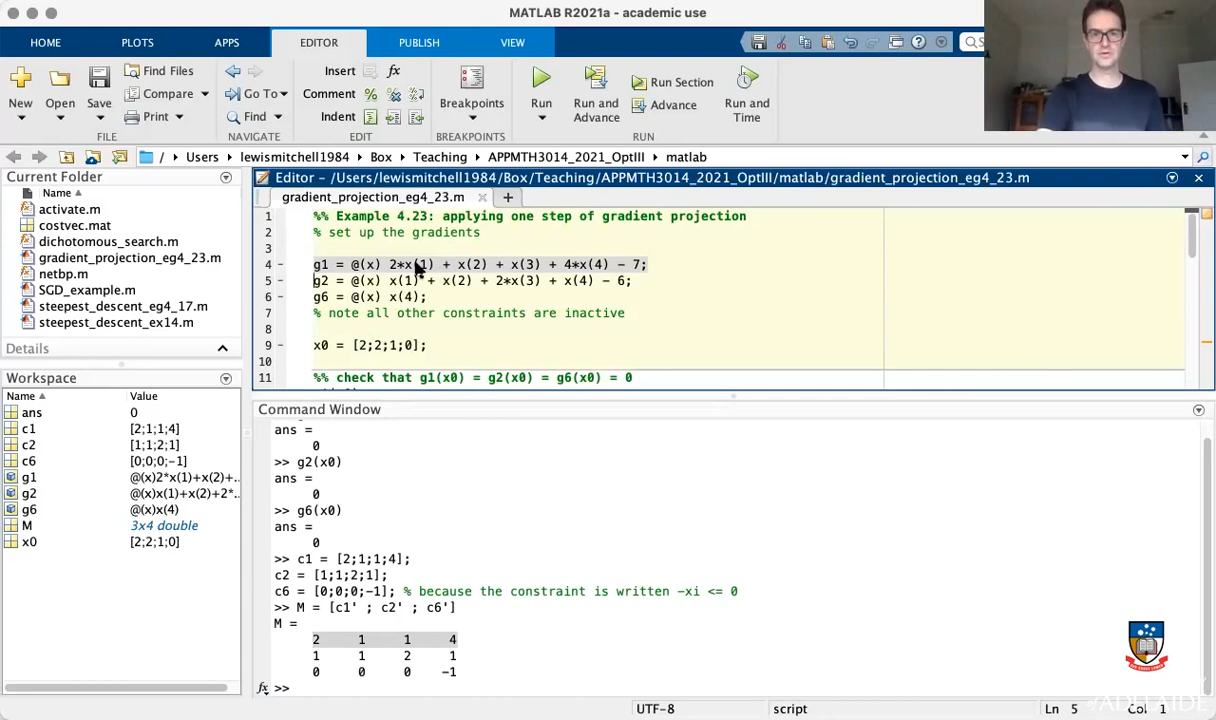 MATLAB R2021a - academic use
HOME PLOTS APPS EDITOR PUBLISH VIEW
New Open Save Find Files Compare Print Go To Find Insert Comment Indent Breakpoints Run Run and Advance Run Section Advance Run and Time
FILE NAVIGATE EDIT BREAKPOINTS RUN
/ Users lewismitchell1984 Box Teaching APPMTH3014_2021_OptIII matlab
Current Folder
Name
activate.m
costvec.mat
dichotomous_search.m
gradient_projection_eg4_23.m
netbp.m
SGD_example.m
steepest_descent_eg4_17.m
steepest_descent_ex14.m
Details
Workspace
Name Value
ans 0
c1 [2;1;1;4]
c2 [1;1;2;1]
c6 [0;0;0;-1]
g1 @(x)2*x(1)+x(2)+...
g2 @(x)x(1)+x(2)+2*...
g6 @(x)x(4)
M 3x4 double
x0 [2;2;1;0]
Editor - /Users/lewismitchell1984/Box/Teaching/APPMTH3014_2021_OptIII/matlab/gradient_projection_eg4_23.m
gradient_projection_eg4_23.m
1 %% Example 4.23: applying one step of gradient projection
2 % set up the gradients
3
4 - g1 = @(x) 2*x(1) + x(2) + x(3) + 4*x(4) - 7;
5 - g2 = @(x) x(1) + x(2) + 2*x(3) + x(4) - 6;
6 - g6 = @(x) x(4);
7 % note all other constraints are inactive
8
9 - x0 = [2;2;1;0];
10
11 %% check that g1(x0) = g2(x0) = g6(x0) = 0
Command Window
ans =
0
>> g2(x0)
ans =
0
>> g6(x0)
ans =
0
>> c1 = [2;1;1;4];
c2 = [1;1;2;1];
c6 = [0;0;0;-1]; % because the constraint is written -xi <= 0
>> M = [c1' ; c2' ; c6']
M =
2 1 1 4
1 1 2 1
0 0 0 -1
fx >>
UTF-8 script Ln 5 Col 1
of ADELAIDE